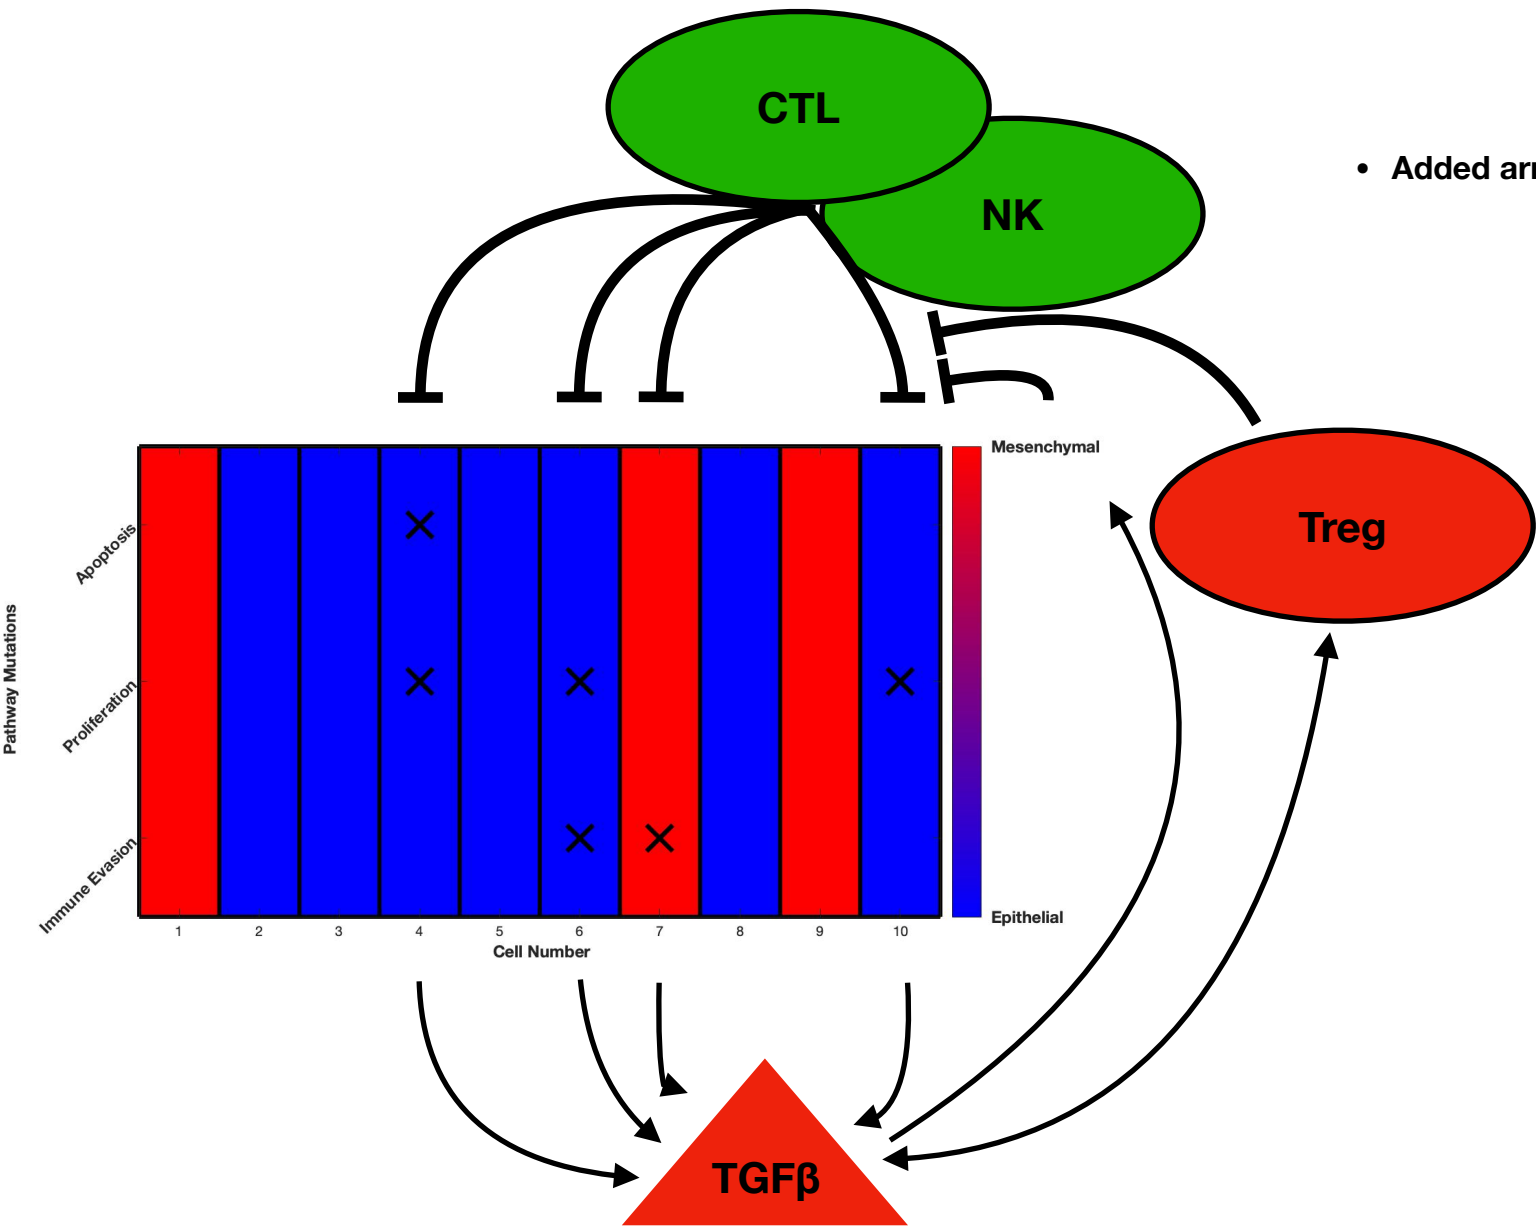 CTL
NK
• Added
Mesenchymal
Treg
Pathway Mutations
Apoptosis
Proliferation
Immune Evasion
Epithelial
1 2 3 4 5 6 7 8 9 10
Cell Number
TGFβ